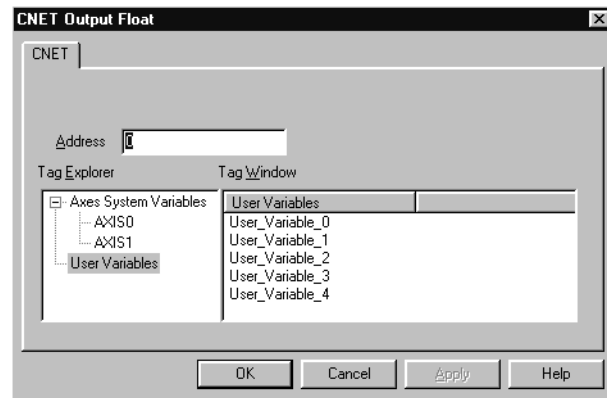 CNET Output Float
CNET
Address 0
Tag Explorer Tag Window
Axes System Variables
AXIS0
AXIS1
User Variables
User Variables
User_Variable_0
User_Variable_1
User_Variable_2
User_Variable_3
User_Variable_4
OK Cancel Apply Help